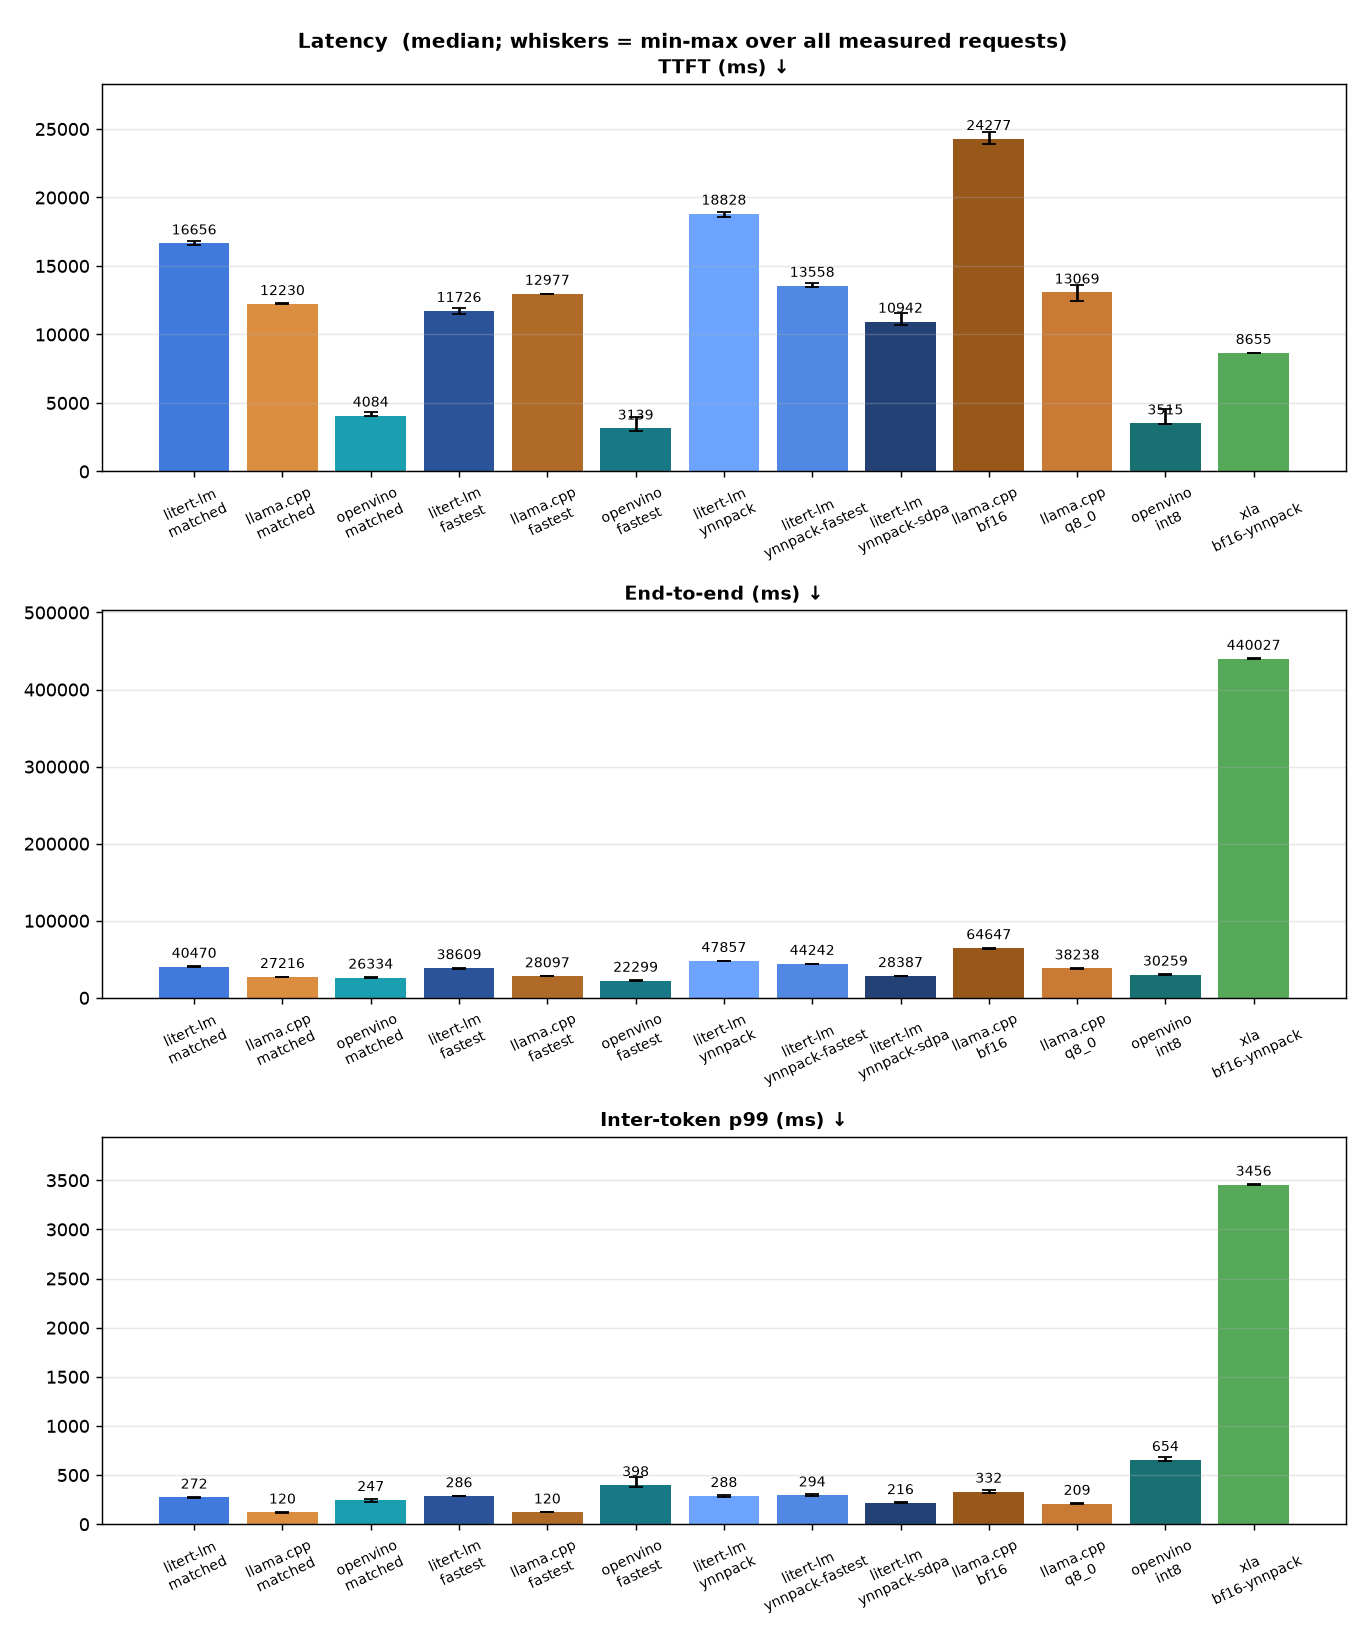 Latency  (median; whiskers = min-max over all measured requests)
TTFT (ms) ↓
25000
20000
15000
10000
5000
0
16656
12230
4084
11726
12977
3139
18828
13558
10942
24277
13069
3515
8655
litert-lm
matched
llama.cpp
matched
openvino
matched
litert-lm
fastest
llama.cpp
fastest
openvino
fastest
litert-lm
ynnpack
litert-lm
ynnpack-fastest
litert-lm
ynnpack-sdpa
llama.cpp
bf16
llama.cpp
q8_0
openvino
int8
xla
bf16-ynnpack
End-to-end (ms) ↓
500000
400000
300000
200000
100000
0
40470
27216
26334
38609
28097
22299
47857
44242
28387
64647
38238
30259
440027
litert-lm
matched
llama.cpp
matched
openvino
matched
litert-lm
fastest
llama.cpp
fastest
openvino
fastest
litert-lm
ynnpack
litert-lm
ynnpack-fastest
litert-lm
ynnpack-sdpa
llama.cpp
bf16
llama.cpp
q8_0
openvino
int8
xla
bf16-ynnpack
Inter-token p99 (ms) ↓
3500
3000
2500
2000
1500
1000
500
0
272
120
247
286
120
398
288
294
216
332
209
654
3456
litert-lm
matched
llama.cpp
matched
openvino
matched
litert-lm
fastest
llama.cpp
fastest
openvino
fastest
litert-lm
ynnpack
litert-lm
ynnpack-fastest
litert-lm
ynnpack-sdpa
llama.cpp
bf16
llama.cpp
q8_0
openvino
int8
xla
bf16-ynnpack